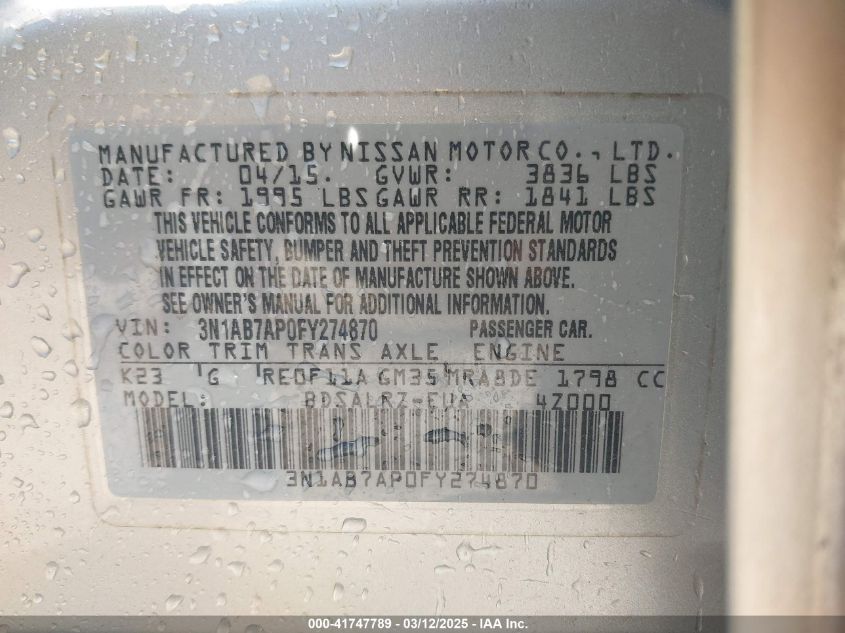 MANUFACTURED BY NISSAN MOTOR CO., LTD.
DATE: 04/15. GVWR: 3836 LBS
GAWR FR: 1995 LBS GAWR RR: 1841 LBS
THIS VEHICLE CONFORMS TO ALL APPLICABLE FEDERAL MOTOR
VEHICLE SAFETY, BUMPER AND THEFT PREVENTION STANDARDS
IN EFFECT ON THE DATE OF MANUFACTURE SHOWN ABOVE.
SEE OWNER'S MANUAL FOR ADDITIONAL INFORMATION.
VIN: 3N1AB7AP0FY274870 PASSENGER CAR.
COLOR TRIM TRANS AXLE ENGINE
K23 G RE0F11A GM35 MRA8DE 1798 CC
MODEL: BDSALRZ-EUA 4Z000
3N1AB7AP0FY274870
000-41747789 - 03/12/2025 - IAA Inc.